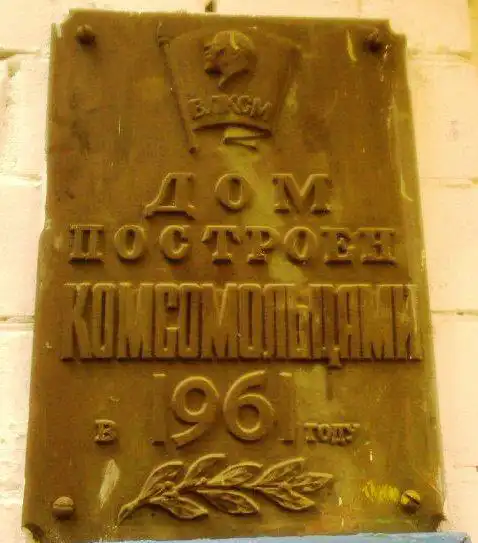 ВЛКСМ
ДОМ
ПОСТРОЕН
КОМСОМОЛЬЦАМИ
В 1961 ГОДУ